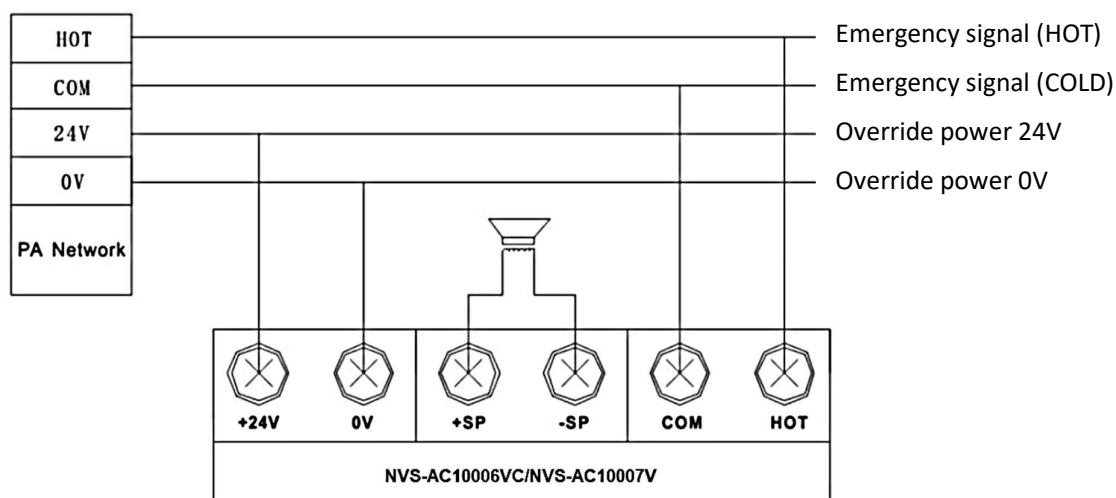 HOT
Emergency signal (HOT)
COM
Emergency signal (COLD)
24V
Override power 24V
0V
Override power 0V
PA Network
+24V
0V
+SP
-SP
COM
HOT
NVS-AC10006VC/NVS-AC10007V